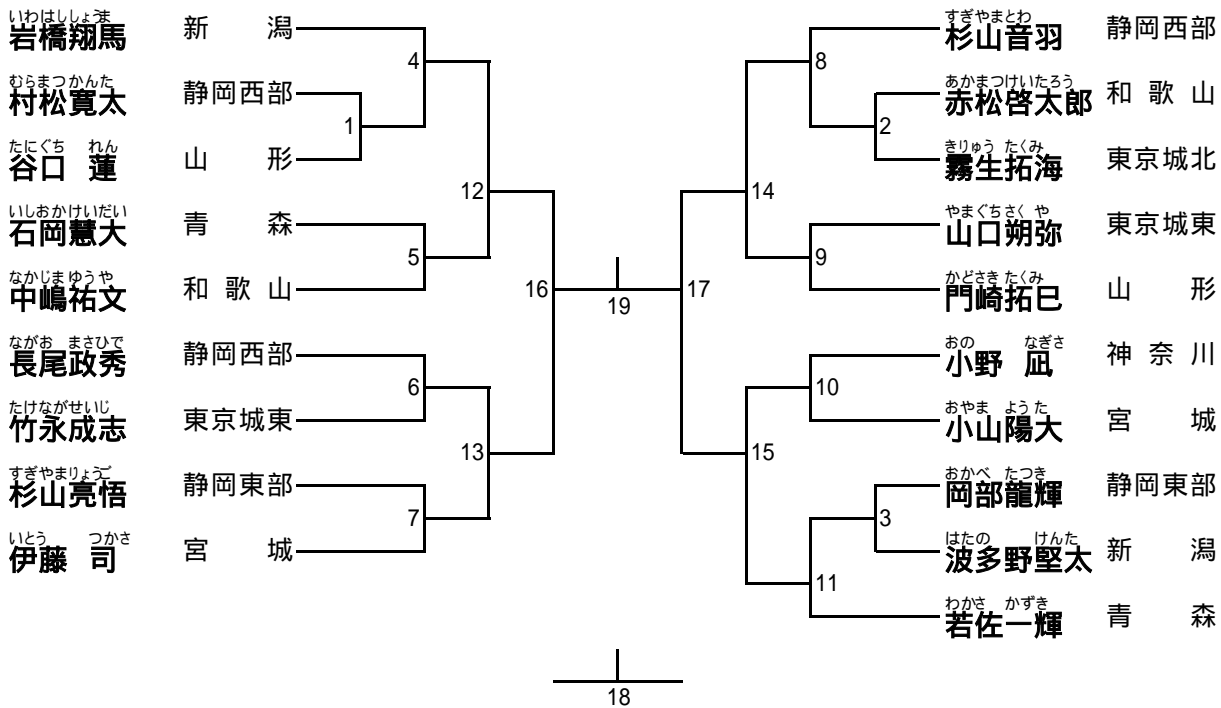 いわはししょうま
岩橋翔馬 新潟
むらまつかんた
村松寛太 静岡西部
たにぐち れん
谷口 蓮 山形
いしおかけいだい
石岡慧大 青森
なかじまゆうや
中嶋祐文 和歌山
ながお まさひで
長尾政秀 静岡西部
たけながせいじ
竹永成志 東京城東
すぎやまりょうご
杉山亮悟 静岡東部
いとう つかさ
伊藤 司 宮城
4
1
12
5
16
6
13
7
19
18
17
8
2
14
9
10
15
3
11
すぎやまとわ
杉山音羽 静岡西部
あかまつけいたろう
赤松啓太郎 和歌山
きりゅう たくみ
霧生拓海 東京城北
やまぐちさくや
山口朔弥 東京城東
かどさきたくみ
門崎拓巳 山形
おの なぎさ
小野 凪 神奈川
おやま ようた
小山陽大 宮城
おかべ たつき
岡部龍輝 静岡東部
はたの けんた
波多野堅太 新潟
わかさ かずき
若佐一輝 青森